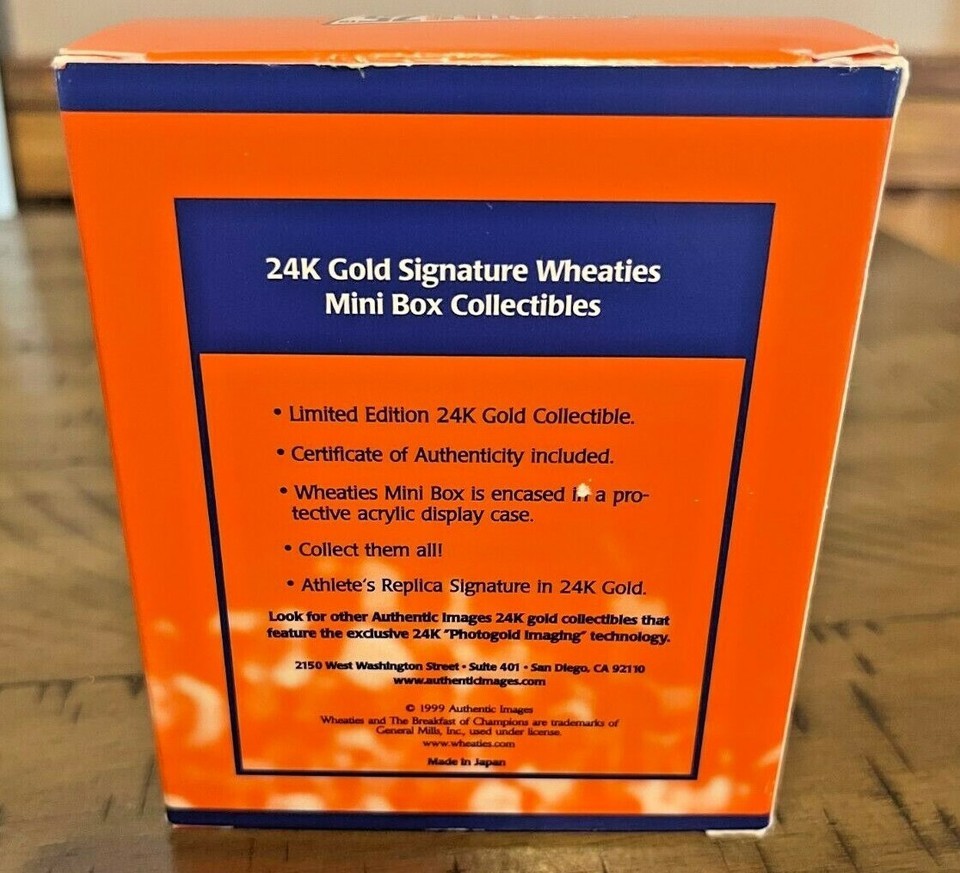 24K Gold Signature Wheaties
Mini Box Collectibles
• Limited Edition 24K Gold Collectible.
• Certificate of Authenticity included.
• Wheaties Mini Box is encased in a pro-
tective acrylic display case.
• Collect them all!
• Athlete's Replica Signature in 24K Gold.
Look for other Authentic Images 24K gold collectibles that
feature the exclusive 24K "Photogold Imaging" technology.
2150 West Washington Street • Suite 401 • San Diego, CA 92110
www.authenticimages.com
© 1999 Authentic Images
Wheaties and The Breakfast of Champions are trademarks of
General Mills, Inc., used under license.
www.wheaties.com
Made in Japan